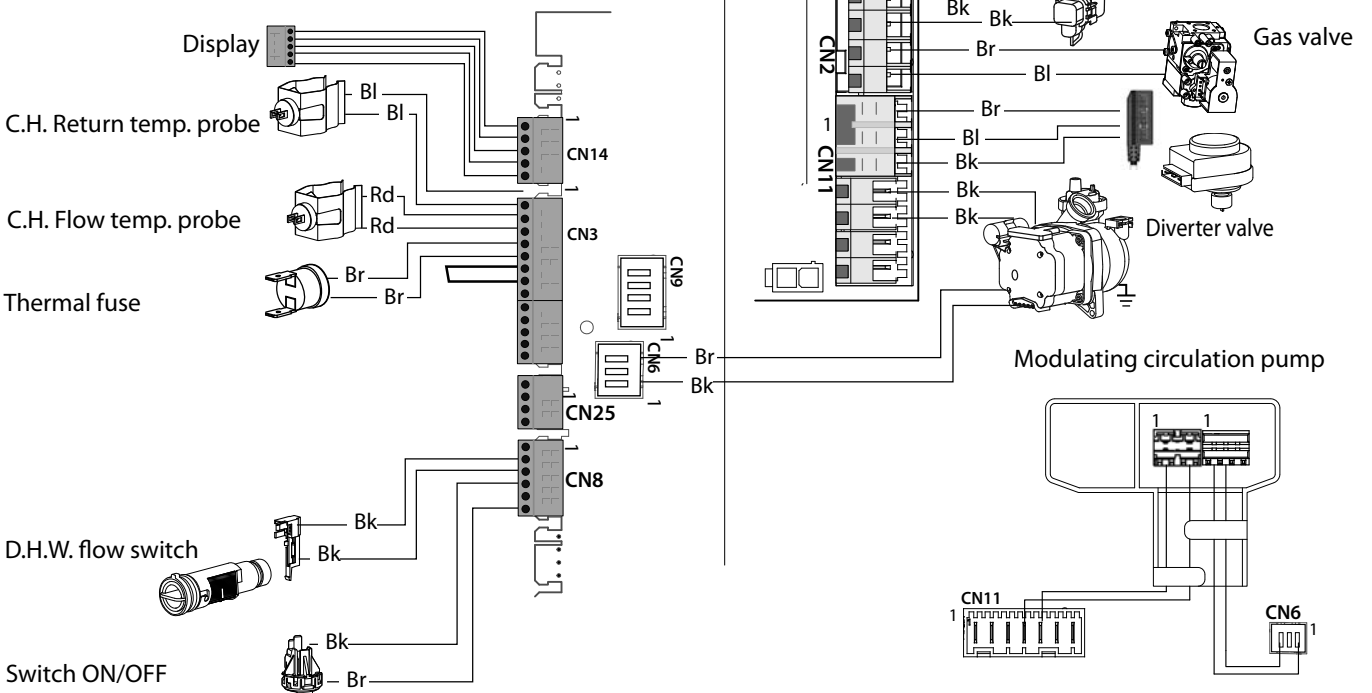 Display
C.H. Return temp. probe
Bl
Bl
1
CN14
C.H. Flow temp. probe
Rd
Rd
1
CN3
Thermal fuse
Br
Br
CN9
1
CN6
1
Br
Bk
1
CN25
1
CN8
D.H.W. flow switch
Bk
Bk
Switch ON/OFF
Bk
Br
CN2
Bk
Bk
Br
Bl
Gas valve
1
CN11
Br
Bl
Bk
Bk
Bk
Diverter valve
Modulating circulation pump
1
1
CN11
1
CN6
1